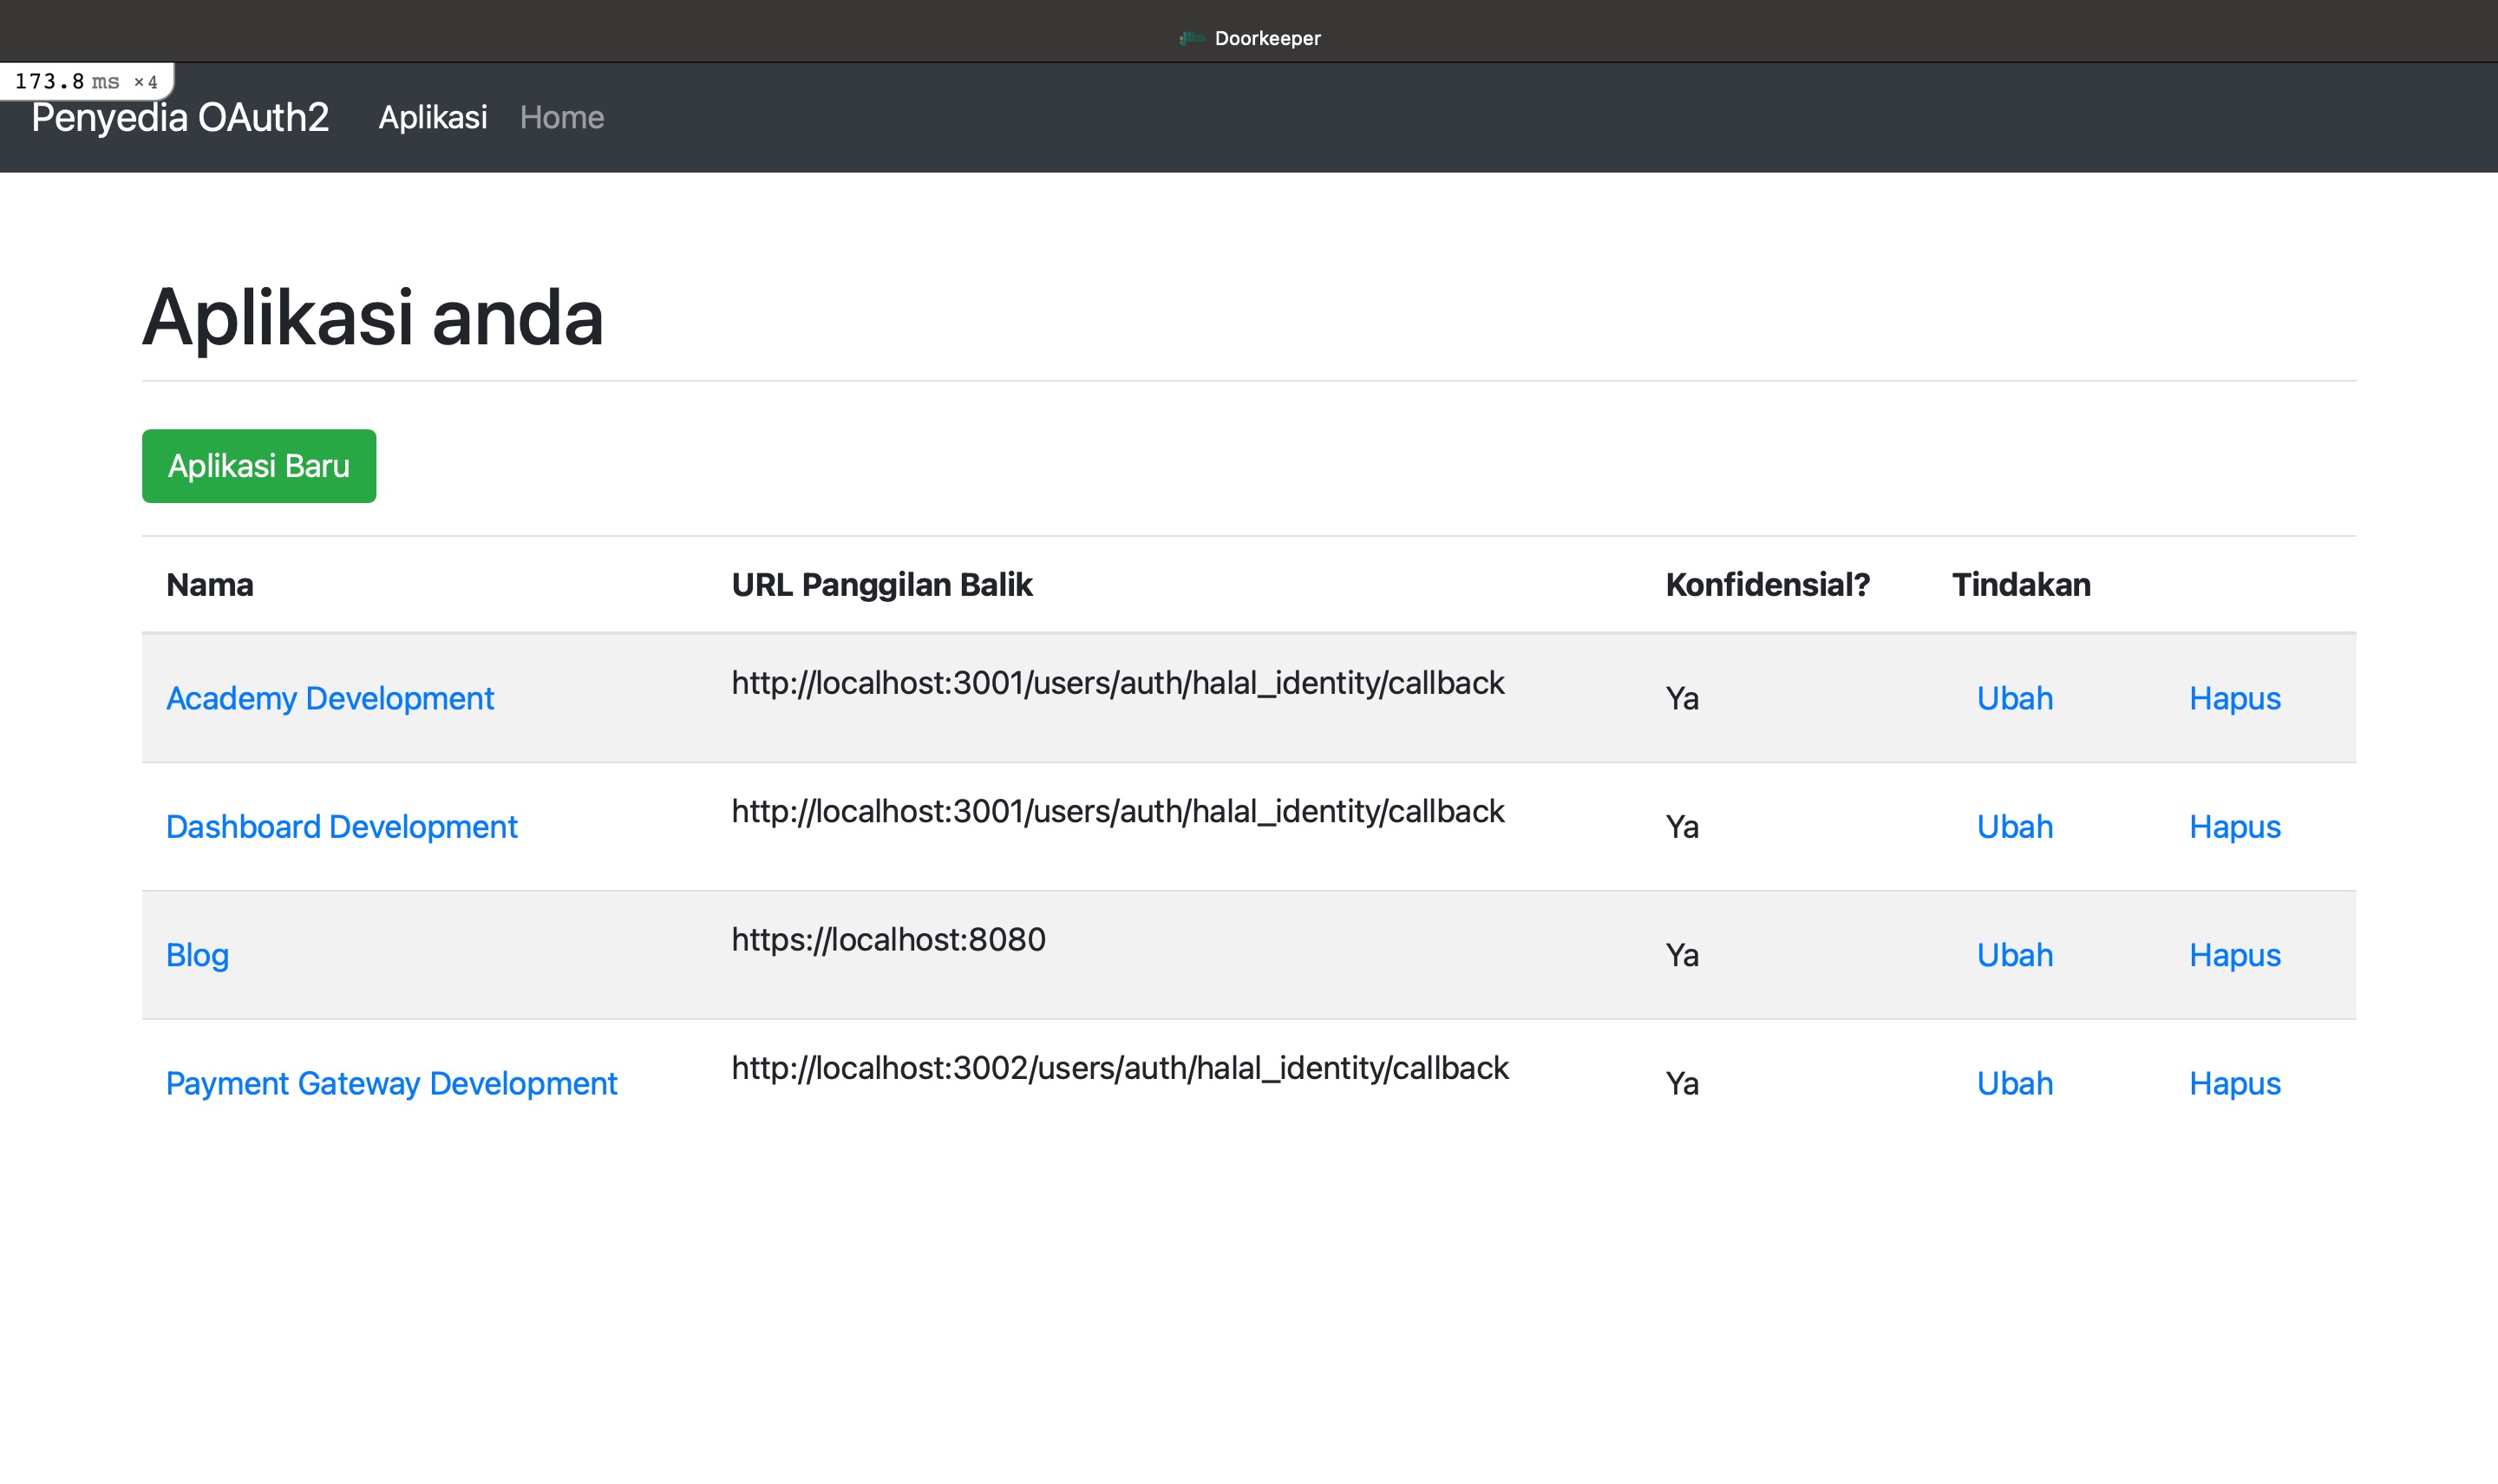 Doorkeeper
173.8 ms ×4
Penyedia OAuth2 Aplikasi Home
Aplikasi anda
Aplikasi Baru
Nama URL Panggilan Balik Konfidensial? Tindakan
Academy Development http://localhost:3001/users/auth/halal_identity/callback Ya Ubah Hapus
Dashboard Development http://localhost:3001/users/auth/halal_identity/callback Ya Ubah Hapus
Blog https://localhost:8080 Ya Ubah Hapus
Payment Gateway Development http://localhost:3002/users/auth/halal_identity/callback Ya Ubah Hapus